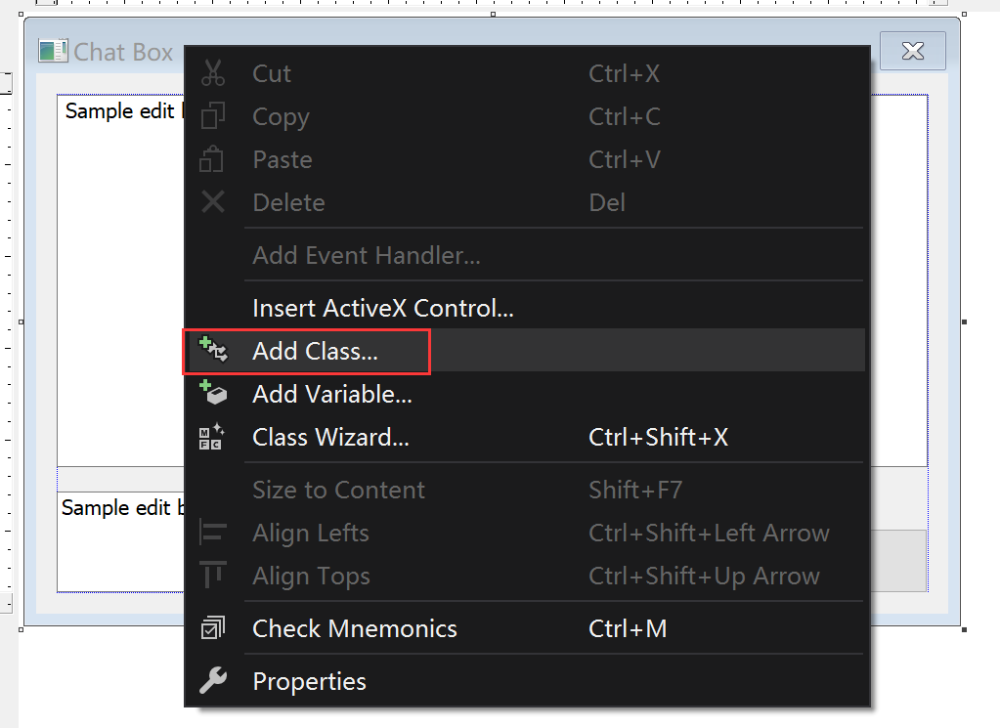 Chat Box
Sample edit
Cut Ctrl+X
Copy Ctrl+C
Paste Ctrl+V
Delete Del
Add Event Handler...
Insert ActiveX Control...
Add Class...
Add Variable...
MFC Class Wizard... Ctrl+Shift+X
Size to Content Shift+F7
Sample edit b
Align Lefts Ctrl+Shift+Left Arrow
Align Tops Ctrl+Shift+Up Arrow
Check Mnemonics Ctrl+M
Properties